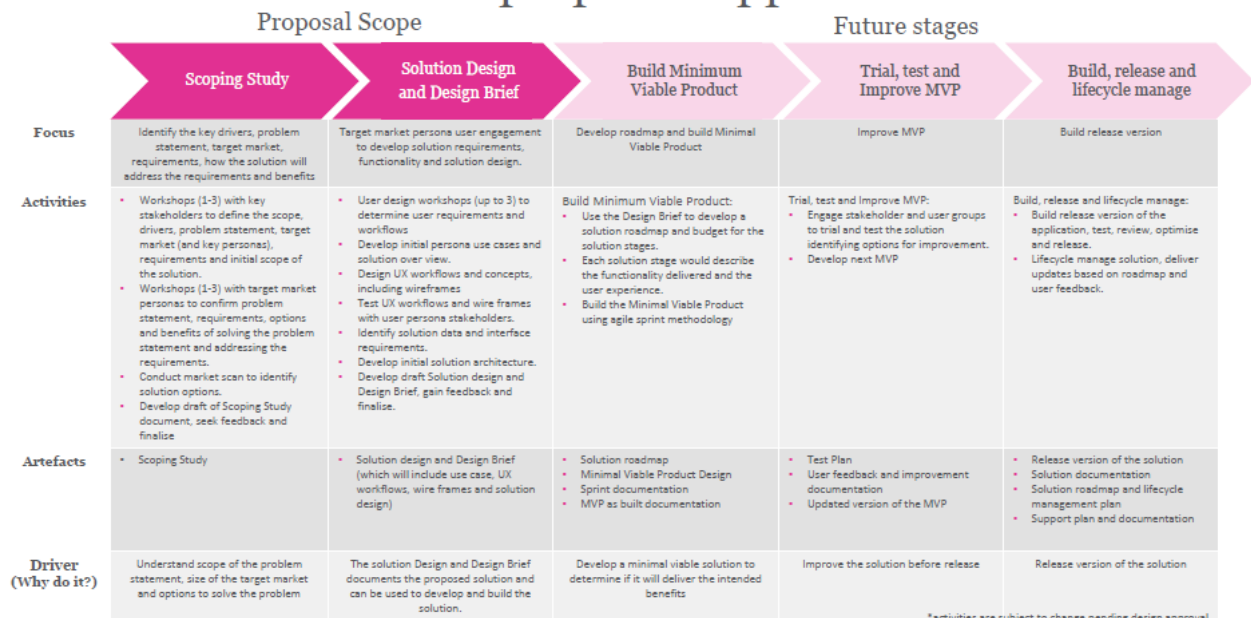 Proposal Scope
Future stages
Scoping Study
Solution Design
and Design Brief
Build Minimum
Viable Product
Trial, test and
Improve MVP
Build, release and
lifecycle manage
Focus
Identify the key drivers, problem
statement, target market,
requirements, how the solution will
address the requirements and benefits
Target market persona user engagement
to develop solution requirements,
functionality and solution design.
Develop roadmap and build Minimal
Viable Product
Improve MVP
Build release version
Activities
• Workshops (1-3) with key
stakeholders to define the scope,
drivers, problem statement, target
market (and key personas),
requirements and initial scope of
the solution.
• Workshops (1-3) with target market
personas to confirm problem
statement, requirements, options
and benefits of solving the problem
statement and addressing the
requirements.
• Conduct market scan to identify
solution options.
• Develop draft of Scoping Study
document, seek feedback and
finalise
• User design workshops (up to 3) to
determine user requirements and
workflows
• Develop initial persona use cases and
solution over view.
• Design UX workflows and concepts,
including wireframes
• Test UX workflows and wire frames
with user persona stakeholders.
• Identify solution data and interface
requirements.
• Develop initial solution architecture.
• Develop draft Solution design and
Design Brief, gain feedback and
finalise.
Build Minimum Viable Product:
• Use the Design Brief to develop a
solution roadmap and budget for the
solution stages.
• Each solution stage would describe
the functionality delivered and the
user experience.
• Build the Minimal Viable Product
using agile sprint methodology
Trial, test and Improve MVP:
• Engage stakeholder and user groups
to trial and test the solution
identifying options for improvement.
• Develop next MVP
Build, release and lifecycle manage:
• Build release version of the
application, test, review, optimise
and release.
• Lifecycle manage solution, deliver
updates based on roadmap and
user feedback.
Artefacts
• Scoping Study
• Solution design and Design Brief
(which will include use case, UX
workflows, wire frames and solution
design)
• Solution roadmap
• Minimal Viable Product Design
• Sprint documentation
• MVP as built documentation
• Test Plan
• User feedback and improvement
documentation
• Updated version of the MVP
• Release version of the solution
• Solution documentation
• Solution roadmap and lifecycle
management plan
• Support plan and documentation
Driver
(Why do it?)
Understand scope of the problem
statement, size of the target market
and options to solve the problem
The solution Design and Design Brief
documents the proposed solution and
can be used to develop and build the
solution.
Develop a minimal viable solution to
determine if it will deliver the intended
benefits
Improve the solution before release
Release version of the solution
*activities are subject to change pending design approval